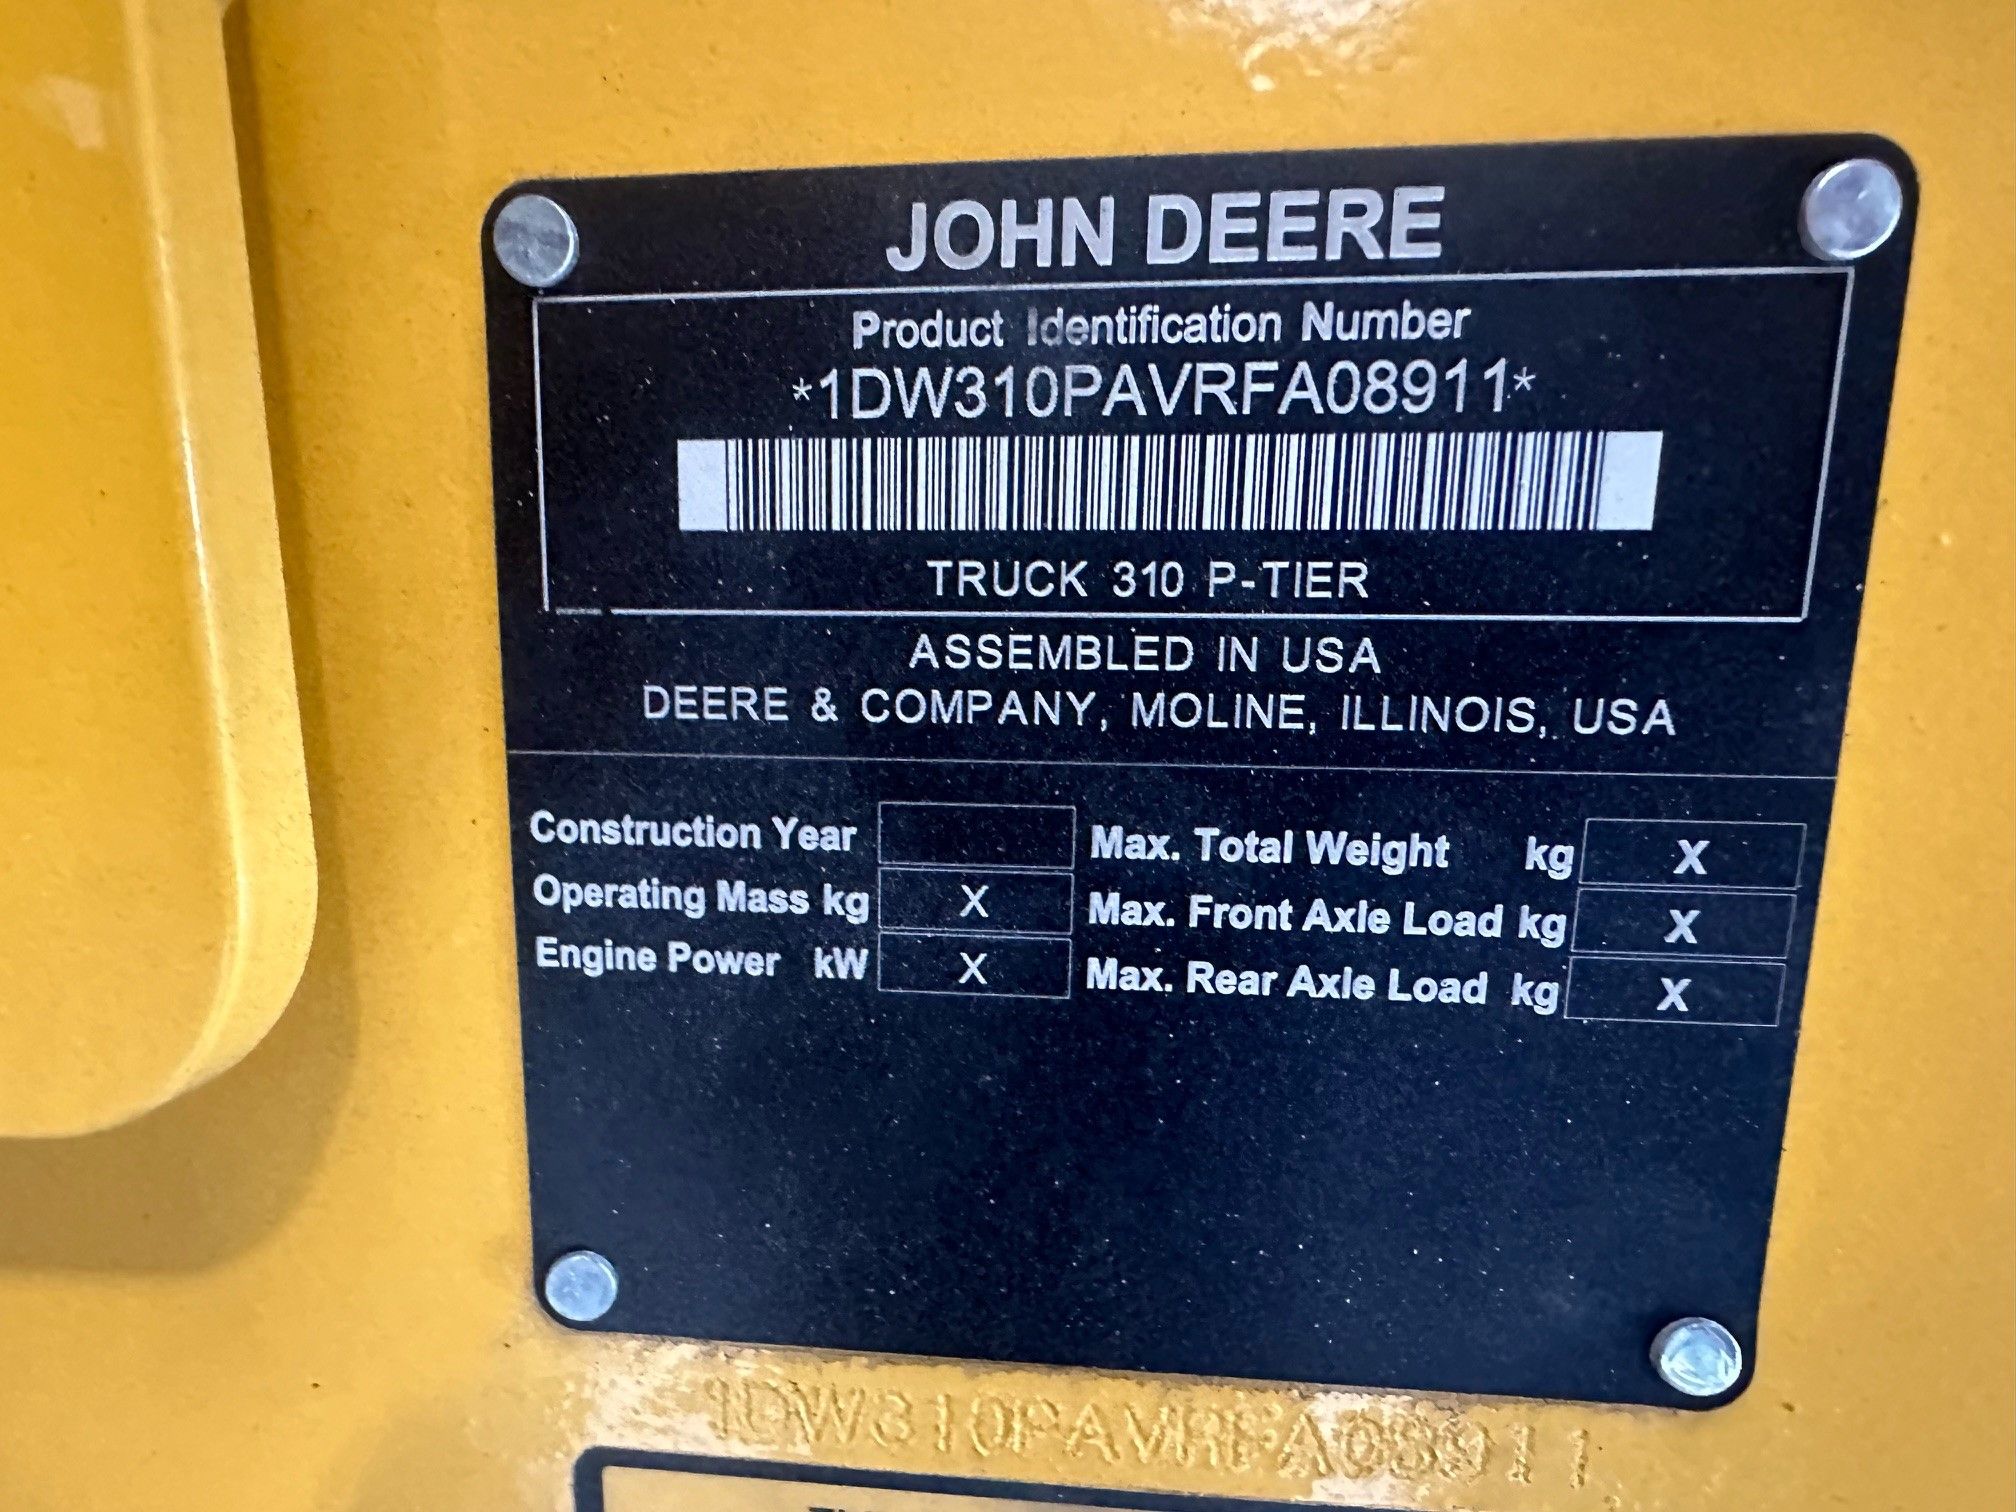 JOHN DEERE
Product Identification Number
*1DW310PAVRFA08911*
TRUCK 310 P-TIER
ASSEMBLED IN USA
DEERE & COMPANY, MOLINE, ILLINOIS, USA
Construction Year Max. Total Weight kg X
Operating Mass kg X Max. Front Axle Load kg X
Engine Power kW X Max. Rear Axle Load kg X
1DW310PAVRFA08911